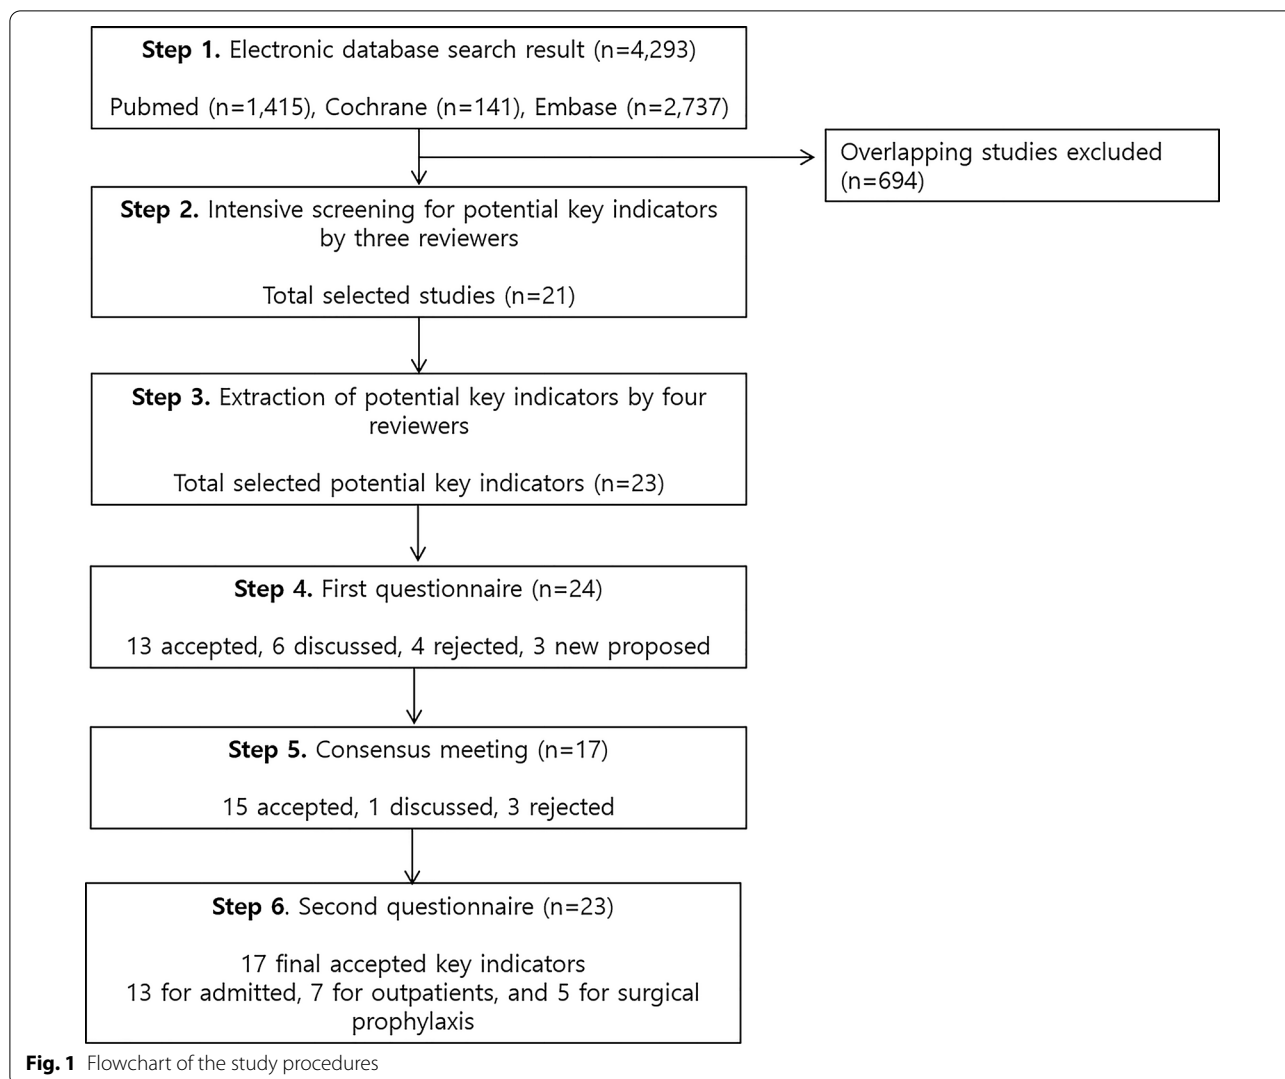 Step 1. Electronic database search result (n=4,293)
Pubmed (n=1,415), Cochrane (n=141), Embase (n=2,737)
Overlapping studies excluded
(n=694)
Step 2. Intensive screening for potential key indicators
by three reviewers
Total selected studies (n=21)
Step 3. Extraction of potential key indicators by four
reviewers
Total selected potential key indicators (n=23)
Step 4. First questionnaire (n=24)
13 accepted, 6 discussed, 4 rejected, 3 new proposed
Step 5. Consensus meeting (n=17)
15 accepted, 1 discussed, 3 rejected
Step 6. Second questionnaire (n=23)
17 final accepted key indicators
13 for admitted, 7 for outpatients, and 5 for surgical
prophylaxis
Fig. 1 Flowchart of the study procedures